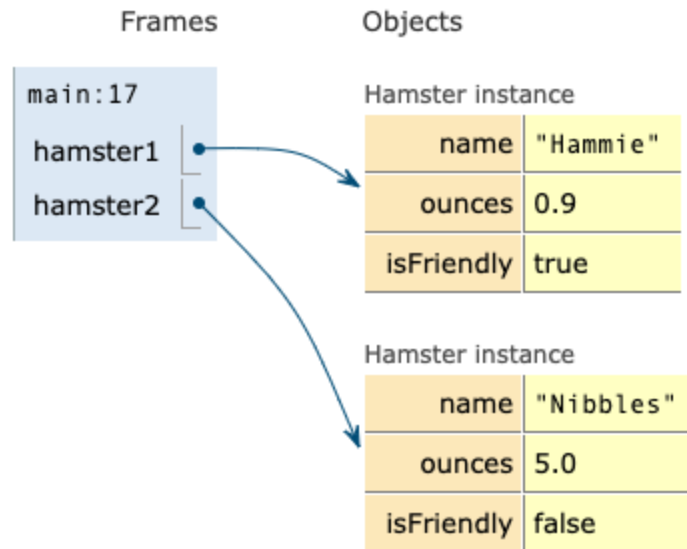 Frames Objects
main:17
hamster1
hamster2
Hamster instance
name "Hammie"
ounces 0.9
isFriendly true
Hamster instance
name "Nibbles"
ounces 5.0
isFriendly false